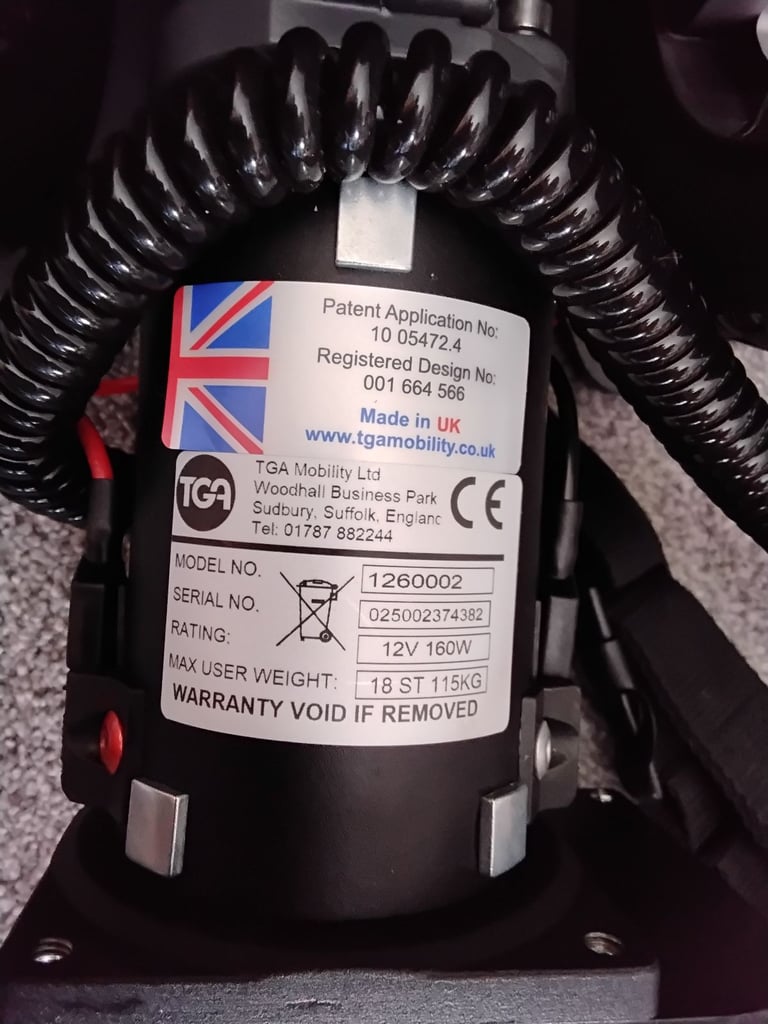 Patent Application No:
10 05472.4
Registered Design No:
001 664 566
Made in UK
www.tgamobility.co.uk
TGA
TGA Mobility Ltd
Woodhall Business Park
Sudbury, Suffolk, England
Tel: 01787 882244
CE
MODEL NO. 1260002
SERIAL NO. 025002374382
RATING: 12V 160W
MAX USER WEIGHT: 18 ST 115KG
WARRANTY VOID IF REMOVED